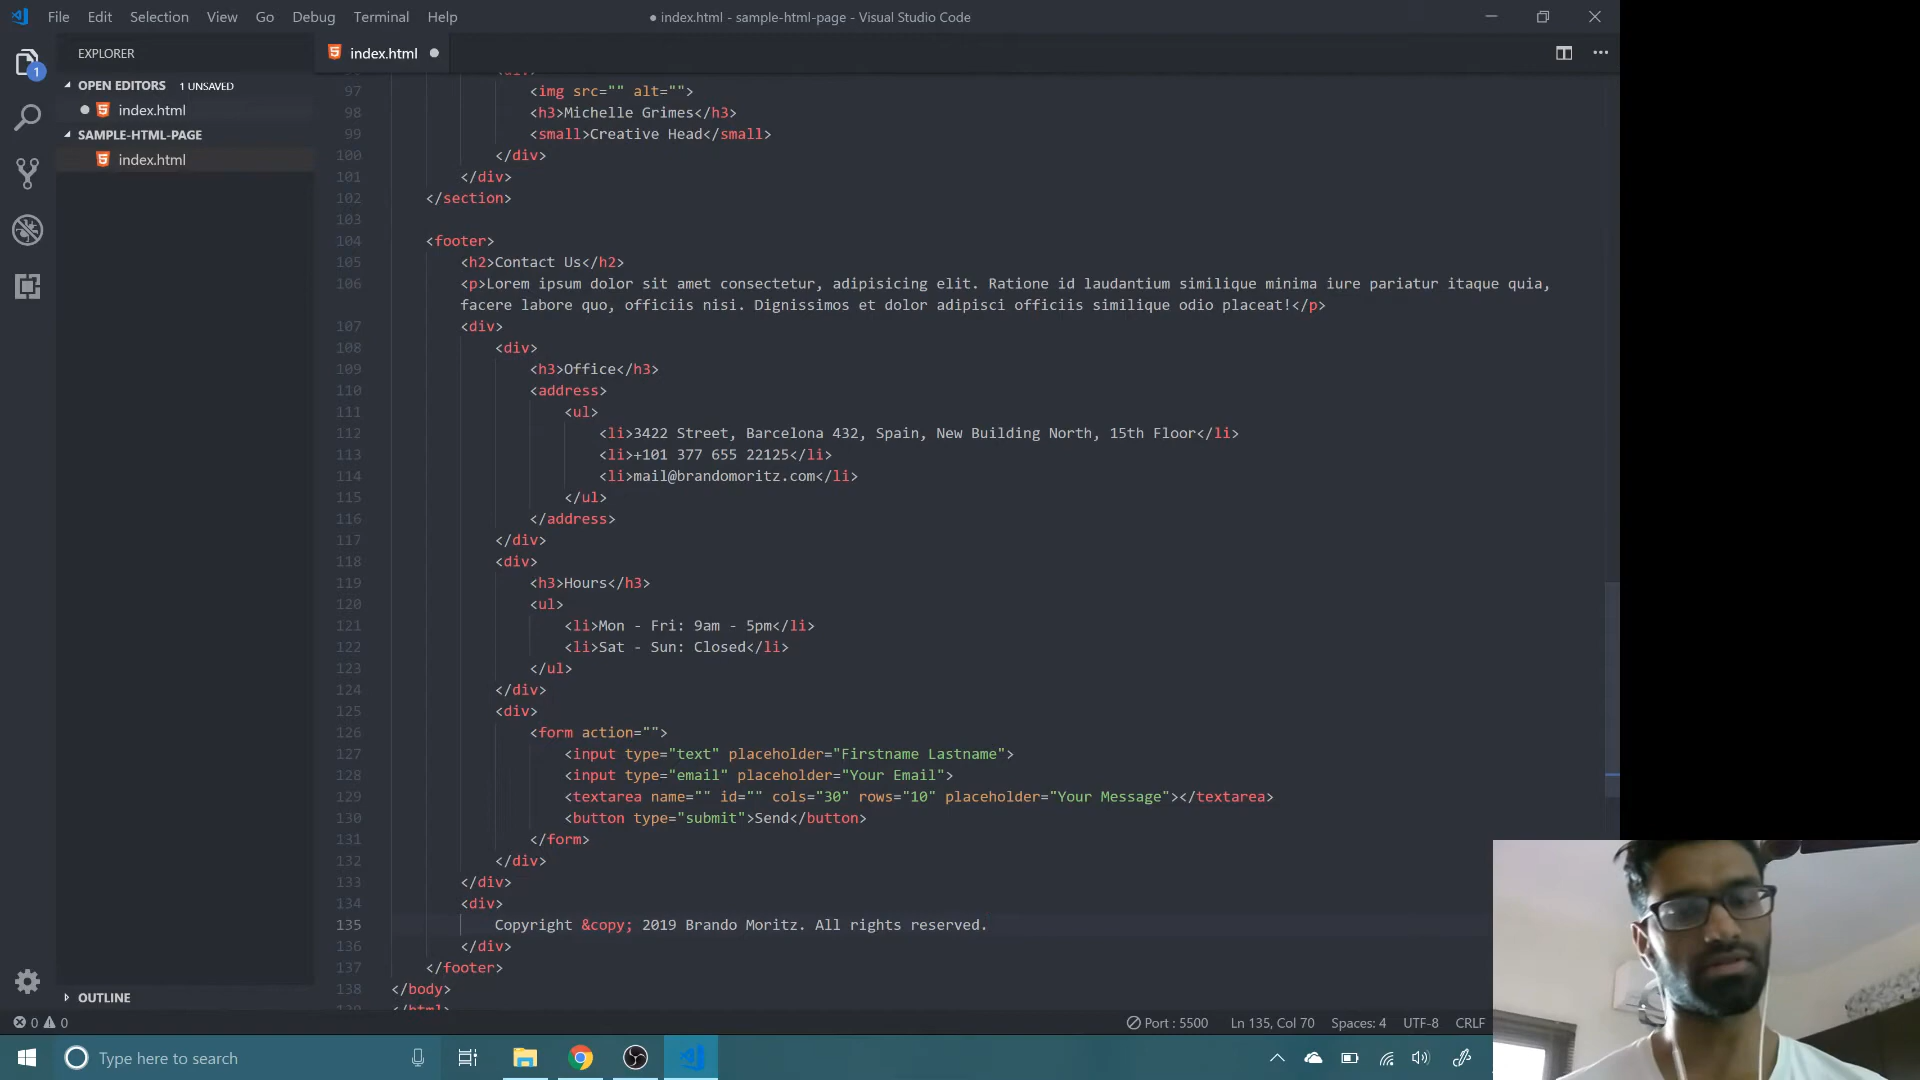 File Edit Selection View Go Debug Terminal Help
● index.html - sample-html-page - Visual Studio Code
EXPLORER
index.html
OPEN EDITORS 1 UNSAVED
index.html
SAMPLE-HTML-PAGE
index.html
1
97 <img src="" alt="">
98 <h3>Michelle Grimes</h3>
99 <small>Creative Head</small>
100 </div>
101 </div>
102 </section>
103
104 <footer>
105 <h2>Contact Us</h2>
106 <p>Lorem ipsum dolor sit amet consectetur, adipisicing elit. Ratione id laudantium similique minima iure pariatur itaque quia,
facere labore quo, officiis nisi. Dignissimos et dolor adipisci officiis similique odio placeat!</p>
107 <div>
108 <div>
109 <h3>Office</h3>
110 <address>
111 <ul>
112 <li>3422 Street, Barcelona 432, Spain, New Building North, 15th Floor</li>
113 <li>+101 377 655 22125</li>
114 <li>mail@brandomoritz.com</li>
115 </ul>
116 </address>
117 </div>
118 <div>
119 <h3>Hours</h3>
120 <ul>
121 <li>Mon - Fri: 9am - 5pm</li>
122 <li>Sat - Sun: Closed</li>
123 </ul>
124 </div>
125 <div>
126 <form action="">
127 <input type="text" placeholder="Firstname Lastname">
128 <input type="email" placeholder="Your Email">
129 <textarea name="" id="" cols="30" rows="10" placeholder="Your Message"></textarea>
130 <button type="submit">Send</button>
131 </form>
132 </div>
133 </div>
134 <div>
135 Copyright &copy; 2019 Brando Moritz. All rights reserved.
136 </div>
137 </footer>
138 </body>
OUTLINE
0 0
Port : 5500 Ln 135, Col 70 Spaces: 4 UTF-8 CRLF
Type here to search